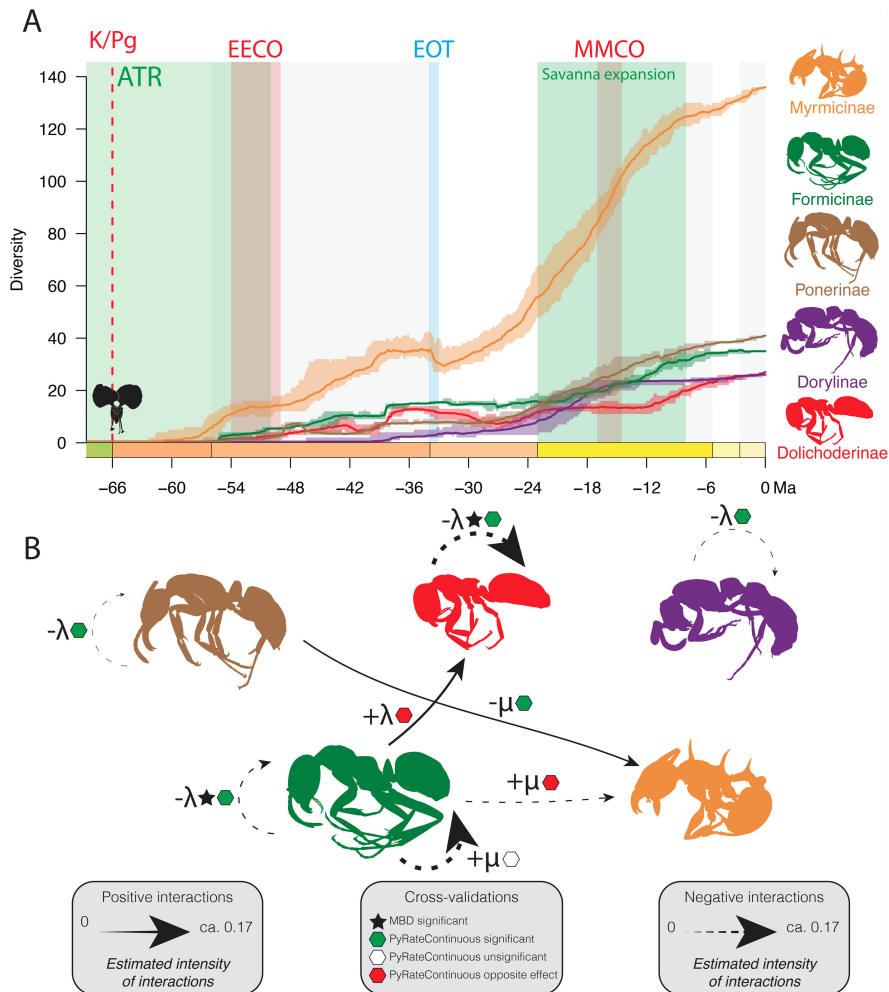 A
K/Pg
EECO
EOT
MMCO
ATR
Savanna expansion
140
120
100
80
60
40
20
0
Diversity
−66
−60
−54
−48
−42
−36
−30
−24
−18
−12
−6
0 Ma
Myrmicinae
Formicinae
Ponerinae
Dorylinae
Dolichoderinae
B
-λ
-λ
-λ
+λ
-μ
-λ
+μ
+μ
Positive interactions
0
ca. 0.17
Estimated intensity
of interactions
Cross-validations
MBD significant
PyRateContinuous significant
PyRateContinuous unsignificant
PyRateContinuous opposite effect
Negative interactions
0
ca. 0.17
Estimated intensity
of interactions